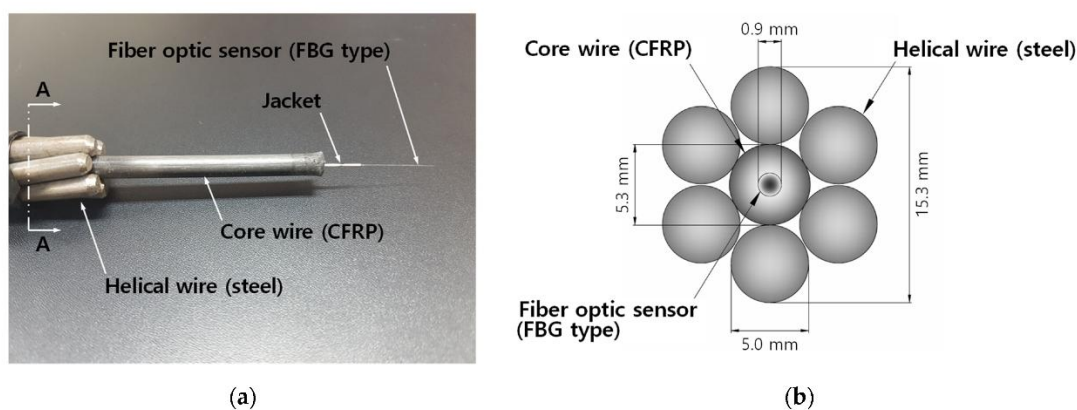 Fiber optic sensor (FBG type)
Jacket
A
A
Core wire (CFRP)
Helical wire (steel)
(a)
0.9 mm
Core wire (CFRP)
Helical wire (steel)
5.3 mm
15.3 mm
Fiber optic sensor
(FBG type)
5.0 mm
(b)